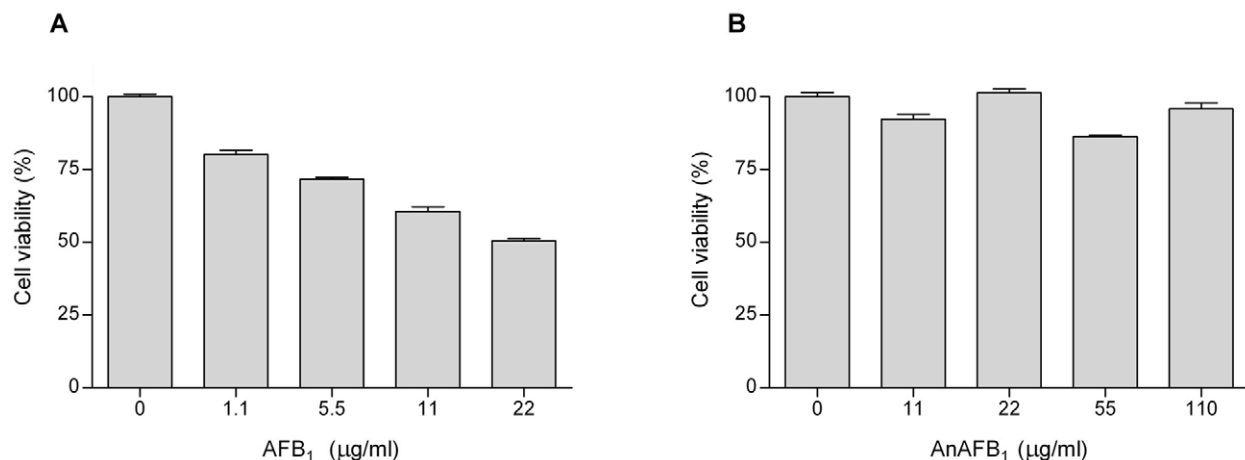 A
Cell viability (%)
100
75
50
25
0
0 1.1 5.5 11 22
AFB₁ (μg/ml)
B
Cell viability (%)
100
75
50
25
0
0 11 22 55 110
AnAFB₁ (μg/ml)